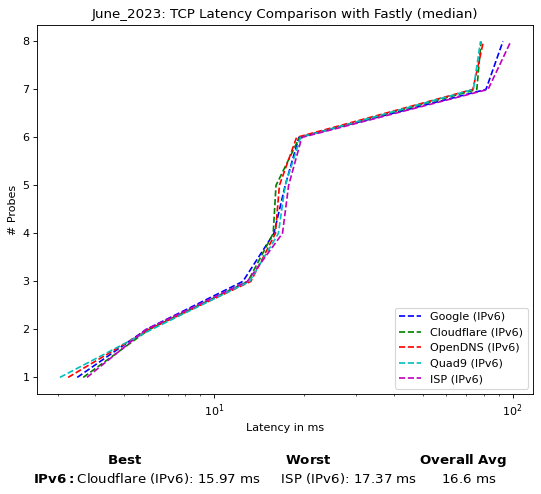 June_2023: TCP Latency Comparison with Fastly (median)
8
7
6
5
4
3
2
1
# Probes
Google (IPv6)
Cloudflare (IPv6)
OpenDNS (IPv6)
Quad9 (IPv6)
ISP (IPv6)
10¹ 10²
Latency in ms
Best Worst Overall Avg
IPv6: Cloudflare (IPv6): 15.97 ms ISP (IPv6): 17.37 ms 16.6 ms